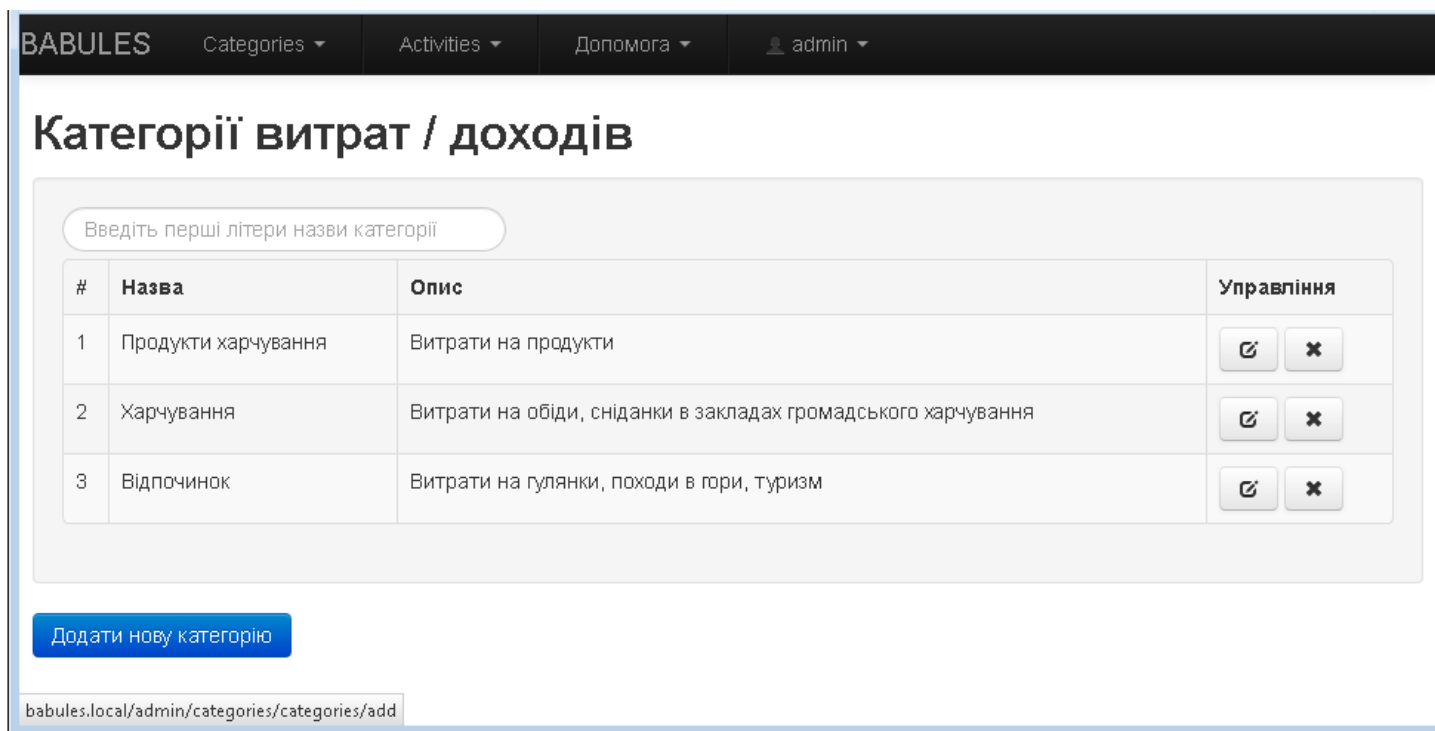 BABULES Categories Activities Допомога admin
Категорії витрат / доходів
Введіть перші літери назви категорії
# Назва Опис Управління
1 Продукти харчування Витрати на продукти
2 Харчування Витрати на обіди, сніданки в закладах громадського харчування
3 Відпочинок Витрати на гулянки, походи в гори, туризм
Додати нову категорію
babules.local/admin/categories/categories/add